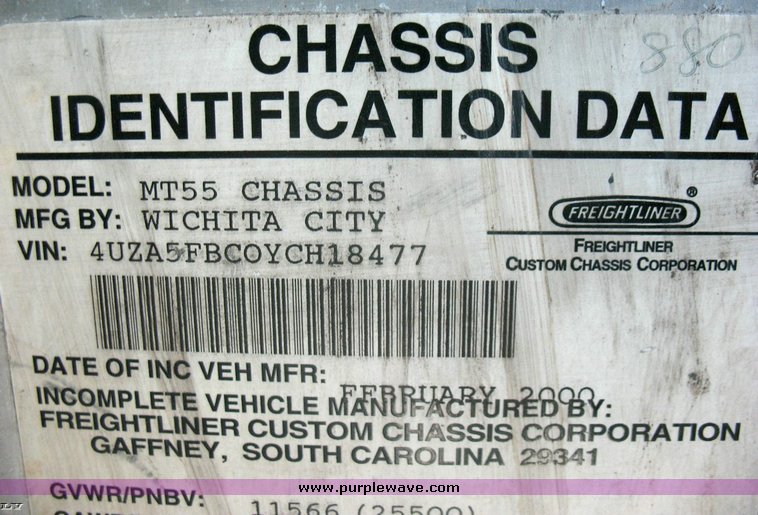 CHASSIS
880
IDENTIFICATION DATA
MODEL: MT55 CHASSIS
MFG BY: WICHITA CITY
FREIGHTLINER ®
VIN: 4UZA5FBC0YCH18477
FREIGHTLINER
CUSTOM CHASSIS CORPORATION
DATE OF INC VEH MFR: FEBRUARY 2000
INCOMPLETE VEHICLE MANUFACTURED BY:
FREIGHTLINER CUSTOM CHASSIS CORPORATION
GAFFNEY, SOUTH CAROLINA 29341
www.purplewave.com
GVWR/PNBV: 11566 (25500)